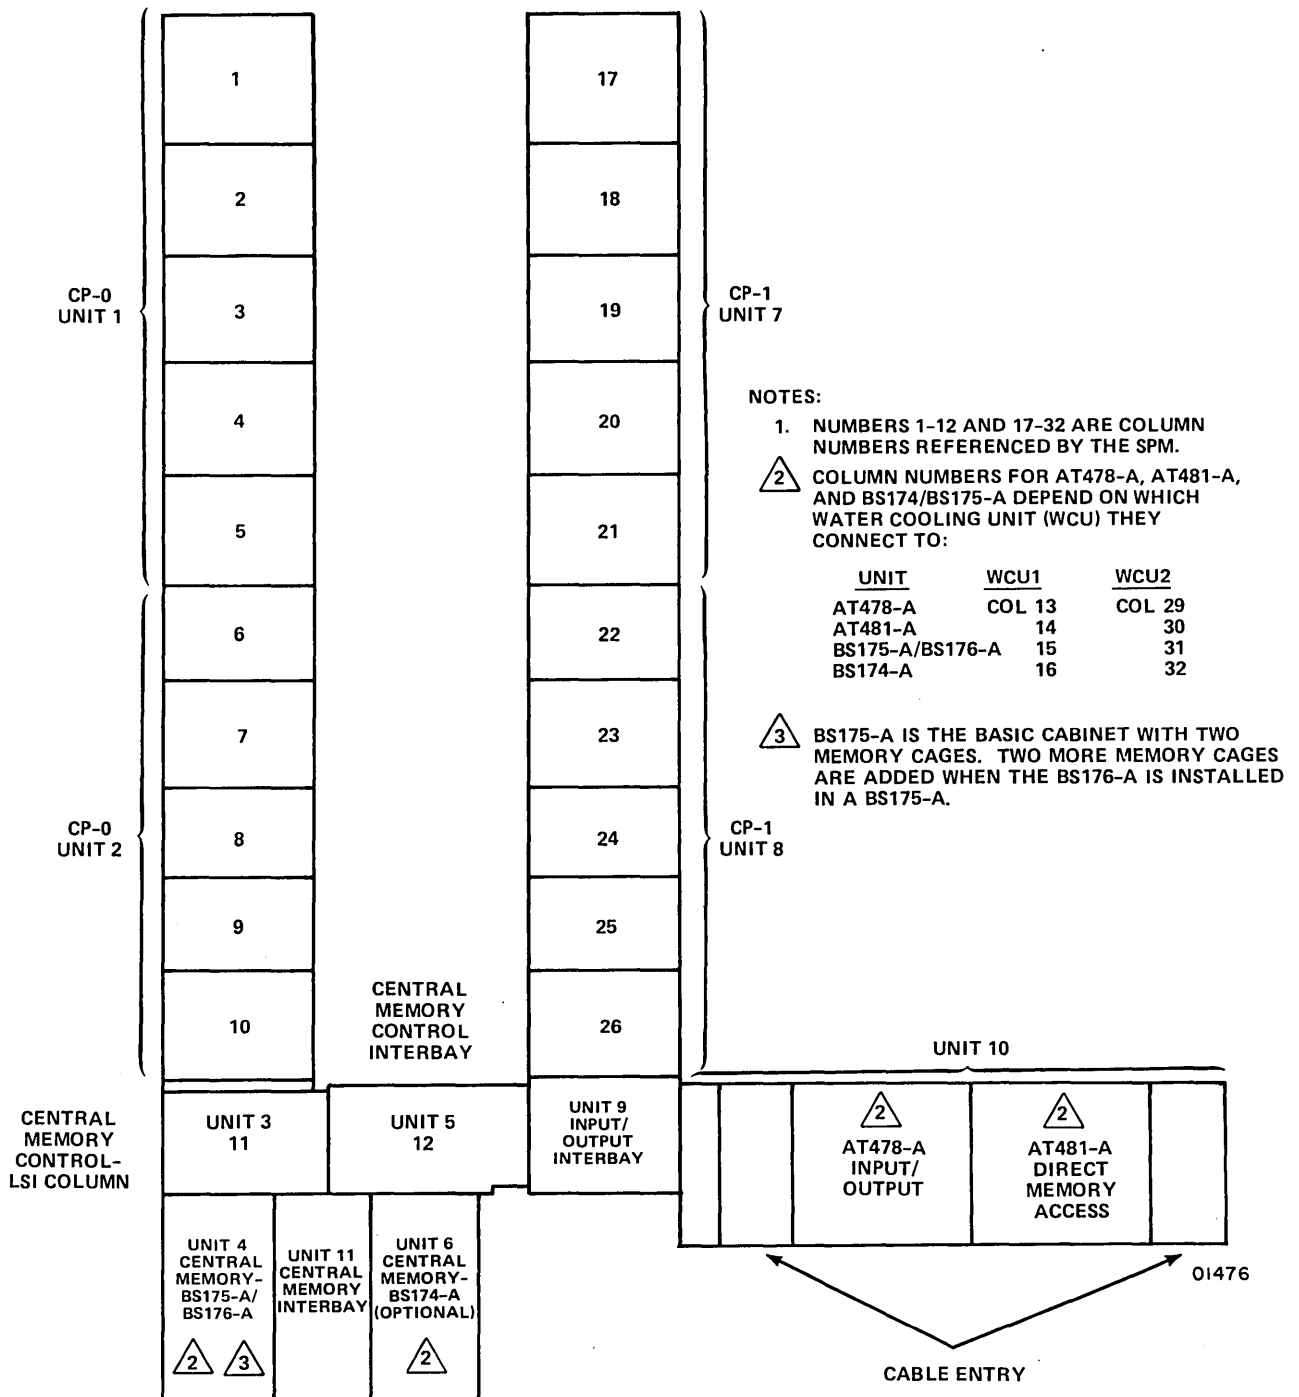 1
2
3
4
5
CP-0
UNIT 1
6
7
8
9
10
CP-0
UNIT 2
17
18
19
20
21
CP-1
UNIT 7
22
23
24
25
26
CP-1
UNIT 8
NOTES:
1. NUMBERS 1-12 AND 17-32 ARE COLUMN
NUMBERS REFERENCED BY THE SPM.
2 COLUMN NUMBERS FOR AT478-A, AT481-A,
AND BS174/BS175-A DEPEND ON WHICH
WATER COOLING UNIT (WCU) THEY
CONNECT TO:
UNIT WCU1 WCU2
AT478-A COL 13 COL 29
AT481-A 14 30
BS175-A/BS176-A 15 31
BS174-A 16 32
3 BS175-A IS THE BASIC CABINET WITH TWO
MEMORY CAGES. TWO MORE MEMORY CAGES
ARE ADDED WHEN THE BS176-A IS INSTALLED
IN A BS175-A.
CENTRAL
MEMORY
CONTROL
INTERBAY
CENTRAL
MEMORY
CONTROL-
LSI COLUMN
UNIT 3
11
UNIT 5
12
UNIT 9
INPUT/
OUTPUT
INTERBAY
UNIT 10
2
AT478-A
INPUT/
OUTPUT
2
AT481-A
DIRECT
MEMORY
ACCESS
UNIT 4
CENTRAL
MEMORY-
BS175-A/
BS176-A
2 3
UNIT 11
CENTRAL
MEMORY
INTERBAY
UNIT 6
CENTRAL
MEMORY-
BS174-A
(OPTIONAL)
2
01476
CABLE ENTRY